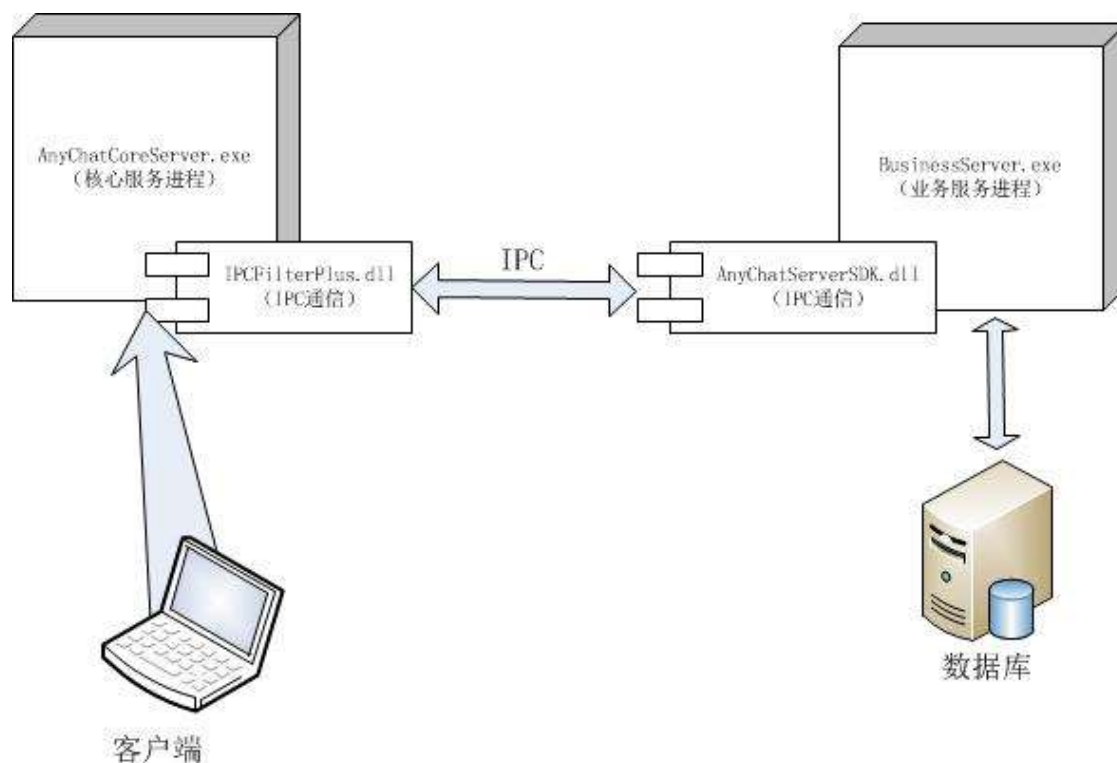 AnyChatCoreServer.exe
(核心服务进程)
BusinessServer.exe
(业务服务进程)
IPCFilterPlus.dll
(IPC通信)
IPC
AnyChatServerSDK.dll
(IPC通信)
数据库
客户端